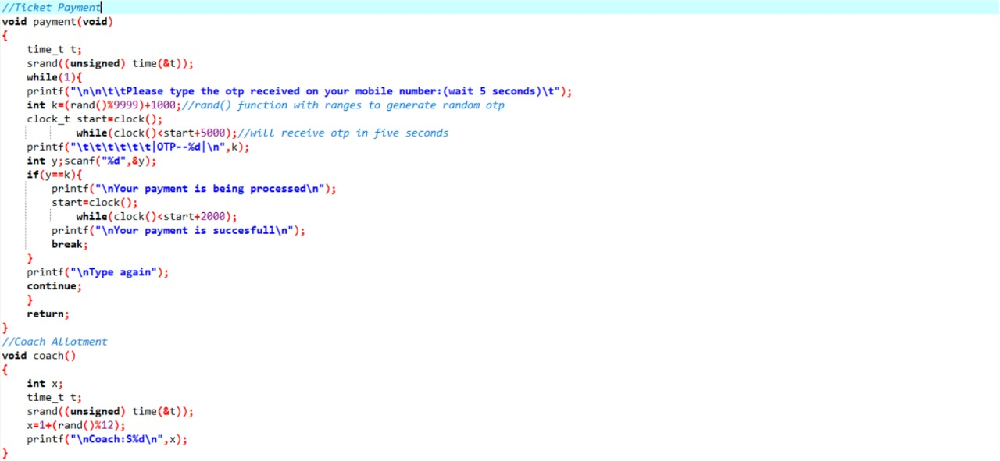 //Ticket Payment
void payment(void)
{
    time_t t;
    srand((unsigned) time(&t));
    while(1){
    printf("\n\n\t\tPlease type the otp received on your mobile number:(wait 5 seconds)\t");
    int k=(rand()%9999)+1000;//rand() function with ranges to generate random otp
    clock_t start=clock();
            while(clock()<start+5000);//will receive otp in five seconds
    printf("\t\t\t\t\t\t|OTP--%d|\n",k);
    int y;scanf("%d",&y);
    if(y==k){
        printf("\nYour payment is being processed\n");
        start=clock();
            while(clock()<start+2000);
        printf("\nYour payment is succesfull\n");
        break;
    }
    printf("\nType again");
    continue;
    }
    return;
}
//Coach Allotment
void coach()
{
    int x;
    time_t t;
    srand((unsigned) time(&t));
    x=1+(rand()%12);
    printf("\nCoach:S%d\n",x);
}